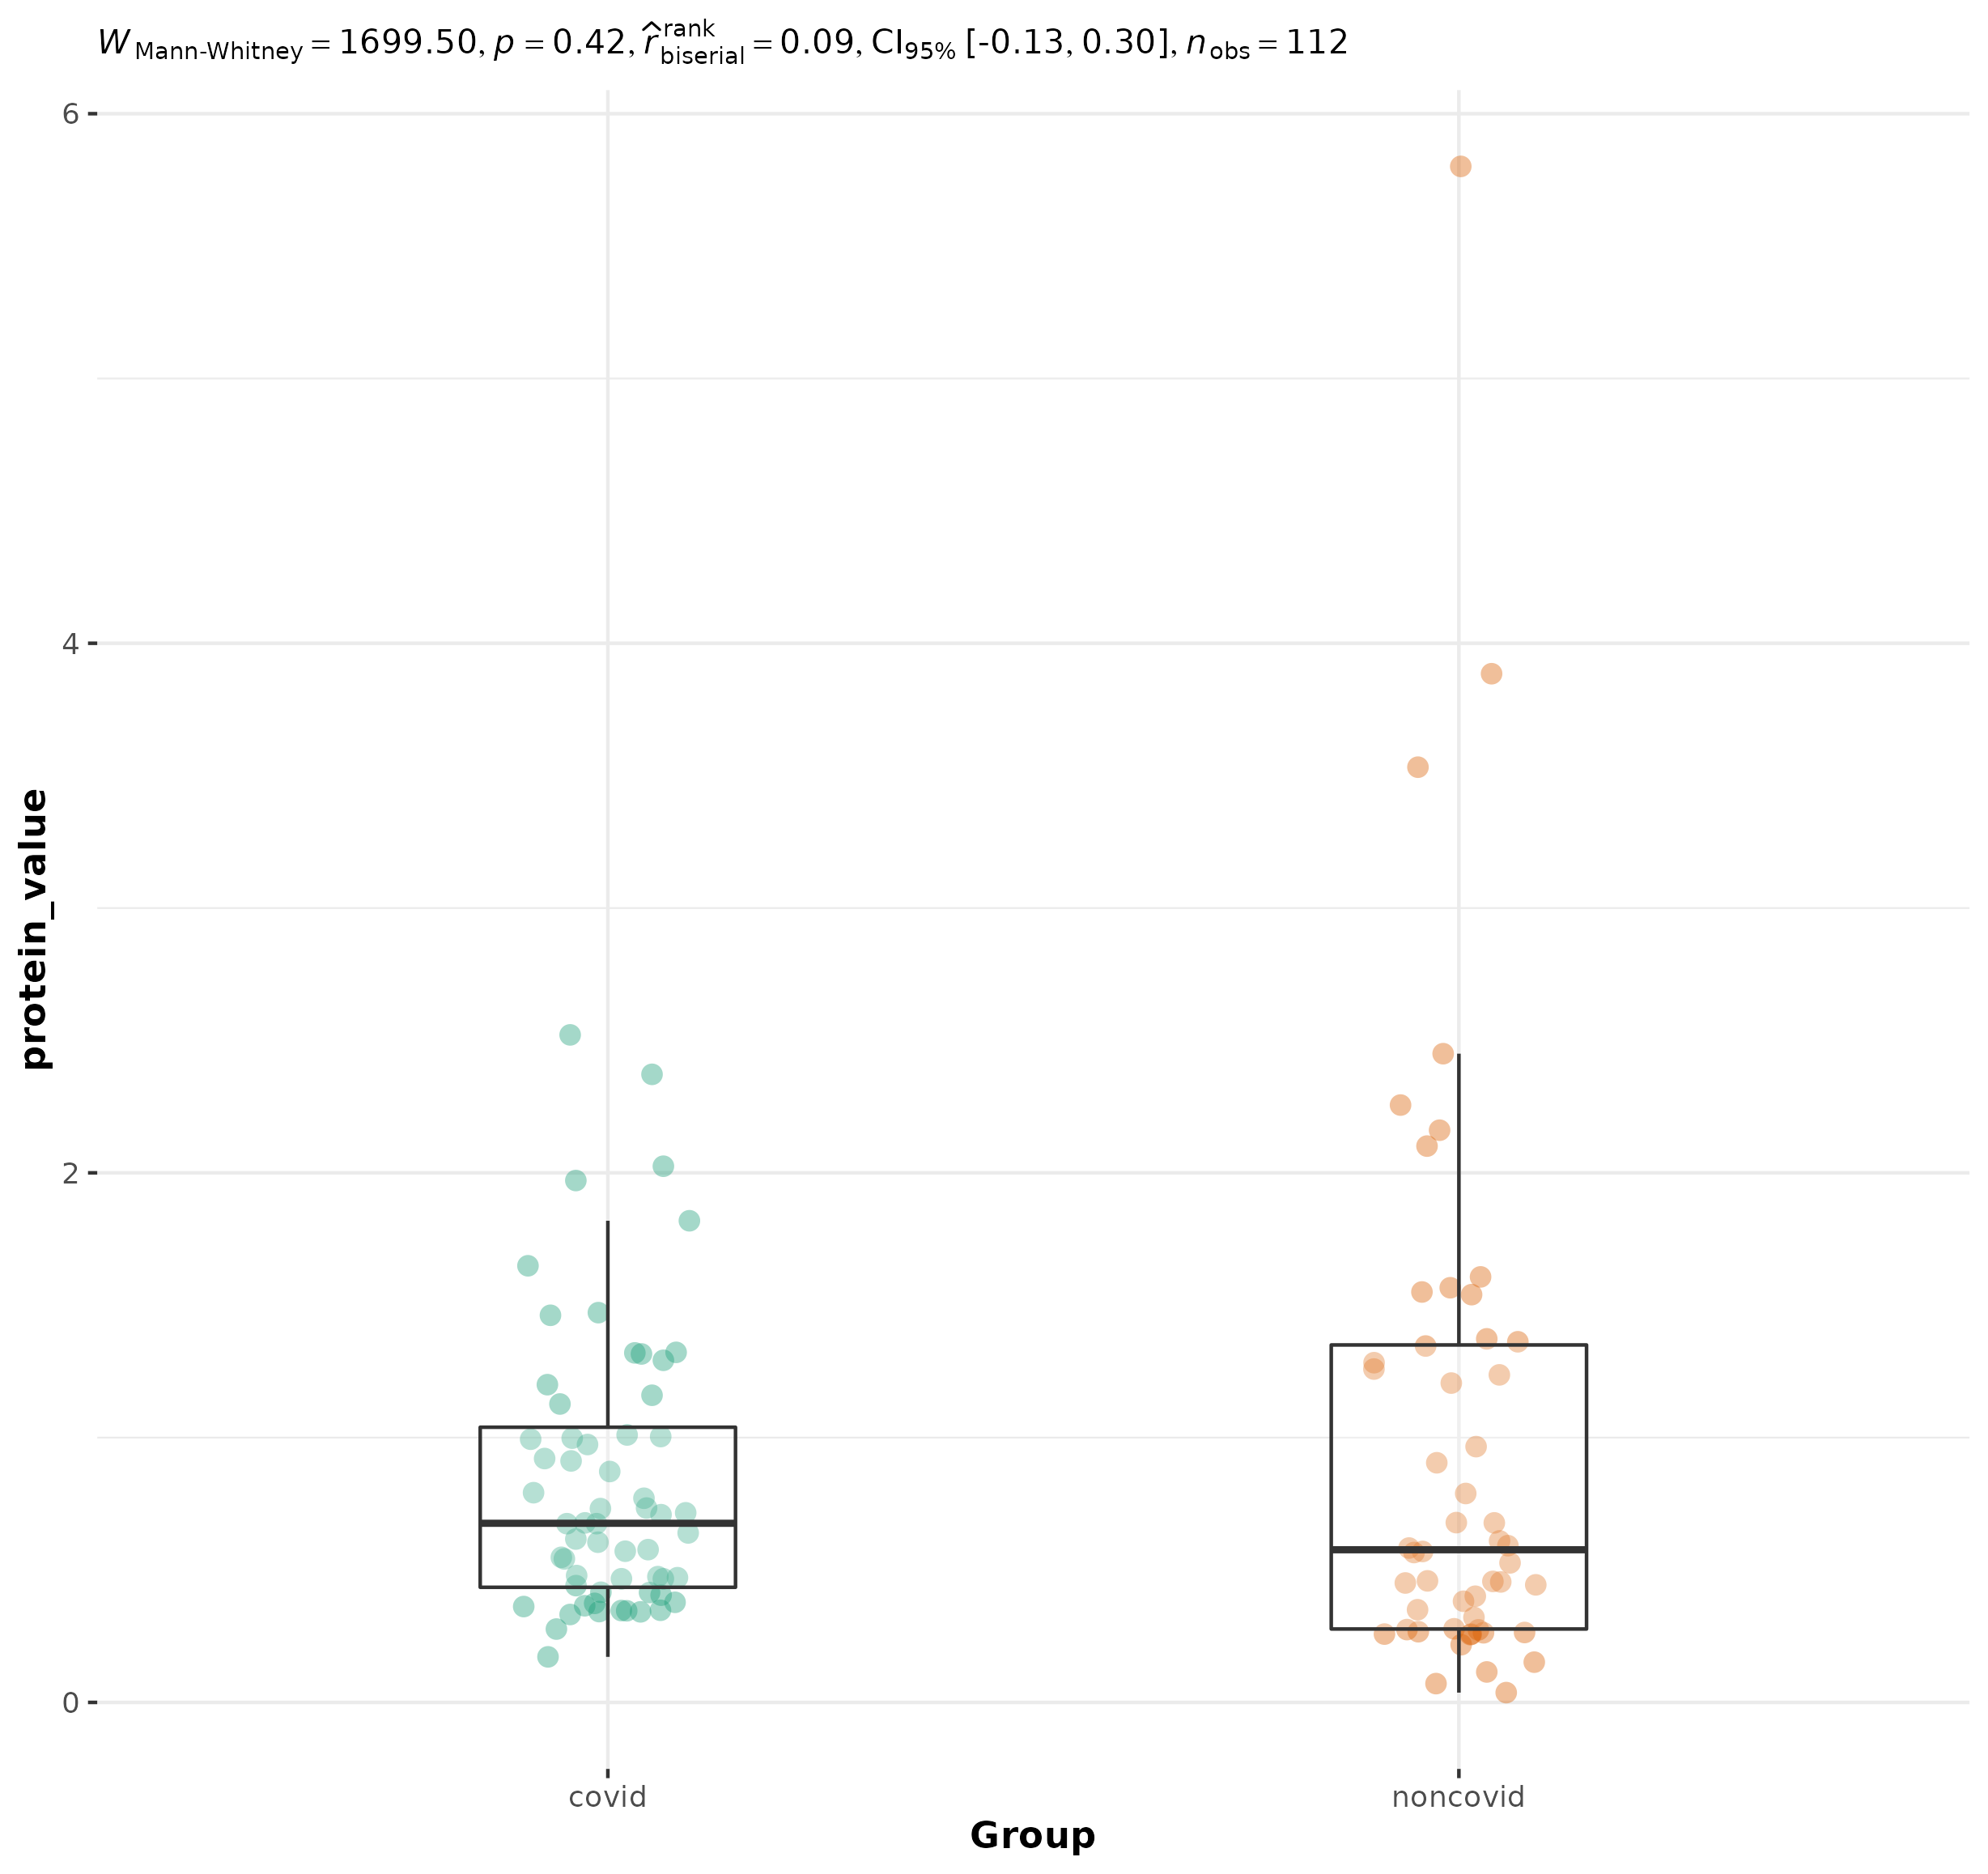 W Mann-Whitney = 1699.50, p = 0.42, r̂ rank biserial = 0.09, CI95% [-0.13, 0.30], n obs = 112
6
4
2
0
protein_value
covid noncovid
Group